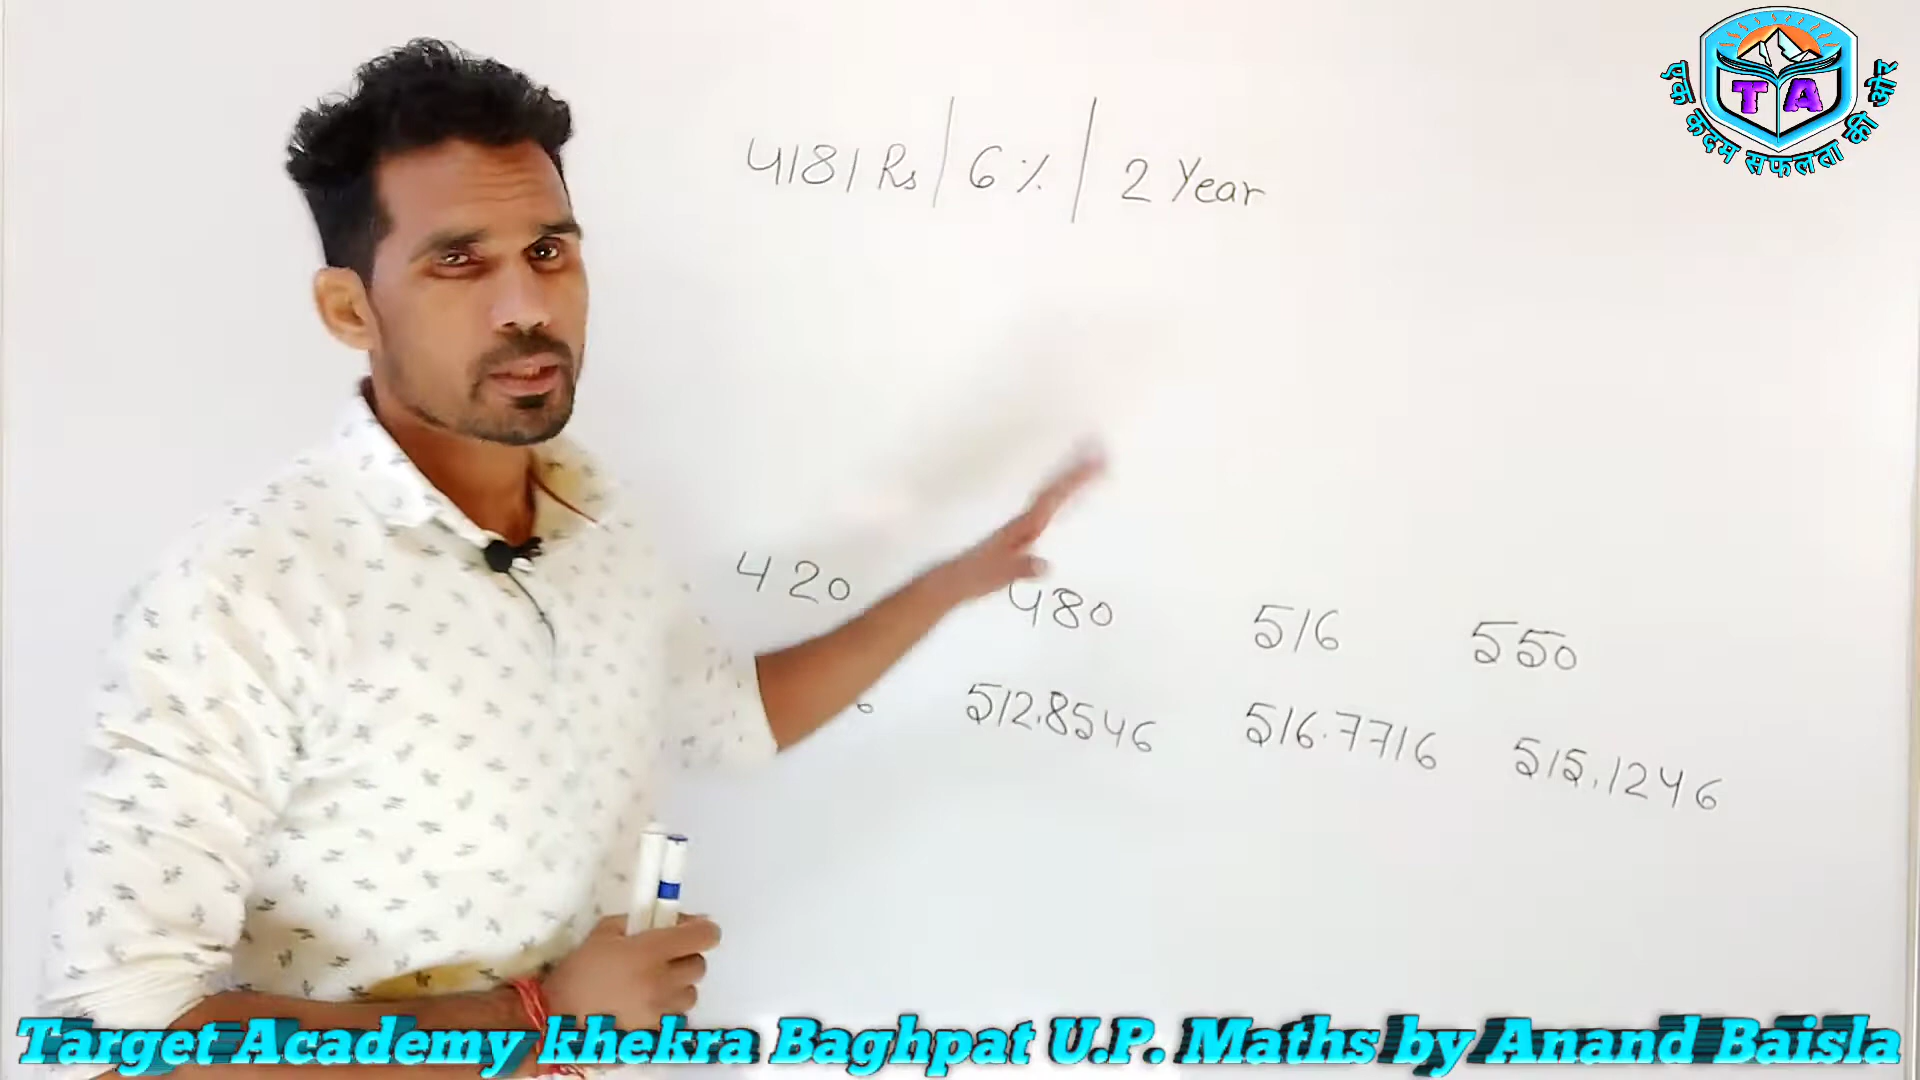 4181 Rs | 6 % | 2 Year
T A
एक कदम सफलता की ओर
420 480 516 550
512.8546 516.7716 515.1246
Target Academy khekra Baghpat U.P. Maths by Anand Baisla